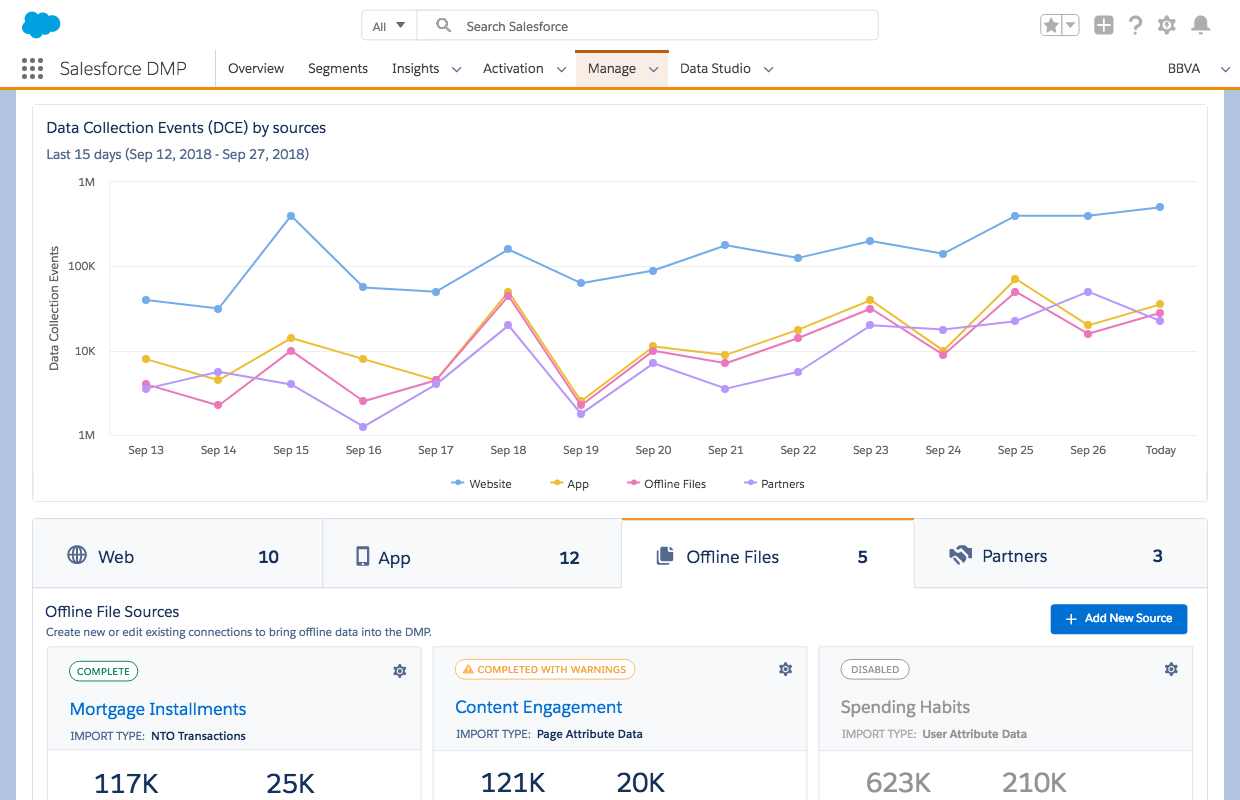 All Search Salesforce
Salesforce DMP Overview Segments Insights Activation Manage Data Studio BBVA
Data Collection Events (DCE) by sources
Last 15 days (Sep 12, 2018 - Sep 27, 2018)
Data Collection Events
1M
100K
10K
1M
Sep 13 Sep 14 Sep 15 Sep 16 Sep 17 Sep 18 Sep 19 Sep 20 Sep 21 Sep 22 Sep 23 Sep 24 Sep 25 Sep 26 Today
Website App Offline Files Partners
Web 10 App 12 Offline Files 5 Partners 3
Offline File Sources
Create new or edit existing connections to bring offline data into the DMP.
+ Add New Source
COMPLETE
Mortgage Installments
IMPORT TYPE: NTO Transactions
117K 25K
COMPLETED WITH WARNINGS
Content Engagement
IMPORT TYPE: Page Attribute Data
121K 20K
DISABLED
Spending Habits
IMPORT TYPE: User Attribute Data
623K 210K